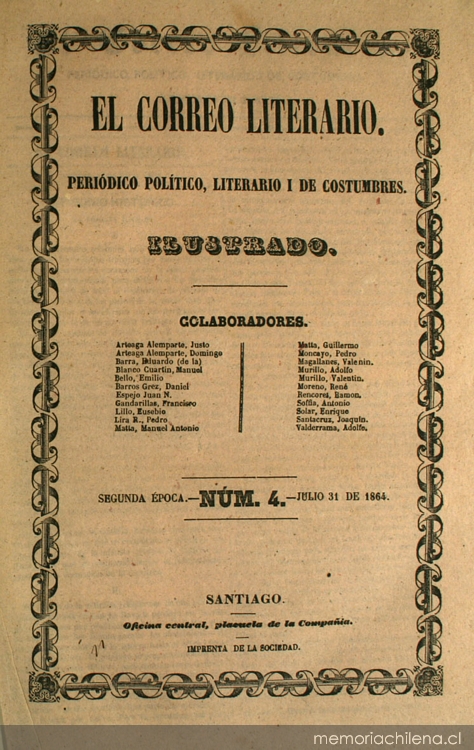 EL CORREO LITERARIO.
PERIÓDICO POLÍTICO, LITERARIO I DE COSTUMBRES.
ILUSTRADO.
COLABORADORES.
Arteaga Alemparte, Justo
Arteaga Alemparte, Domingo
Barra, Eduardo (de la)
Blanco Cuartin, Manuel
Bello, Emilio
Barros Grez, Daniel
Espejo Juan N.
Gandarillas, Francisco
Lillo, Eusebio
Lira R., Pedro
Matta, Manuel Antonio
Matta, Guillermo
Moncayo, Pedro
Magallanes, Valenin.
Murillo, Adolfo
Murillo, Valentin.
Moreno, René
Rencoret, Ramon.
Soffia, Antonio
Solar, Enrique
Santacruz, Joaquin.
Valderrama, Adolfo.
SEGUNDA ÉPOCA.—NÚM. 4.—JULIO 31 DE 1864.
SANTIAGO.
Oficina central, plazuela de la Compañía.
IMPRENTA DE LA SOCIEDAD.
memoriachilena.cl